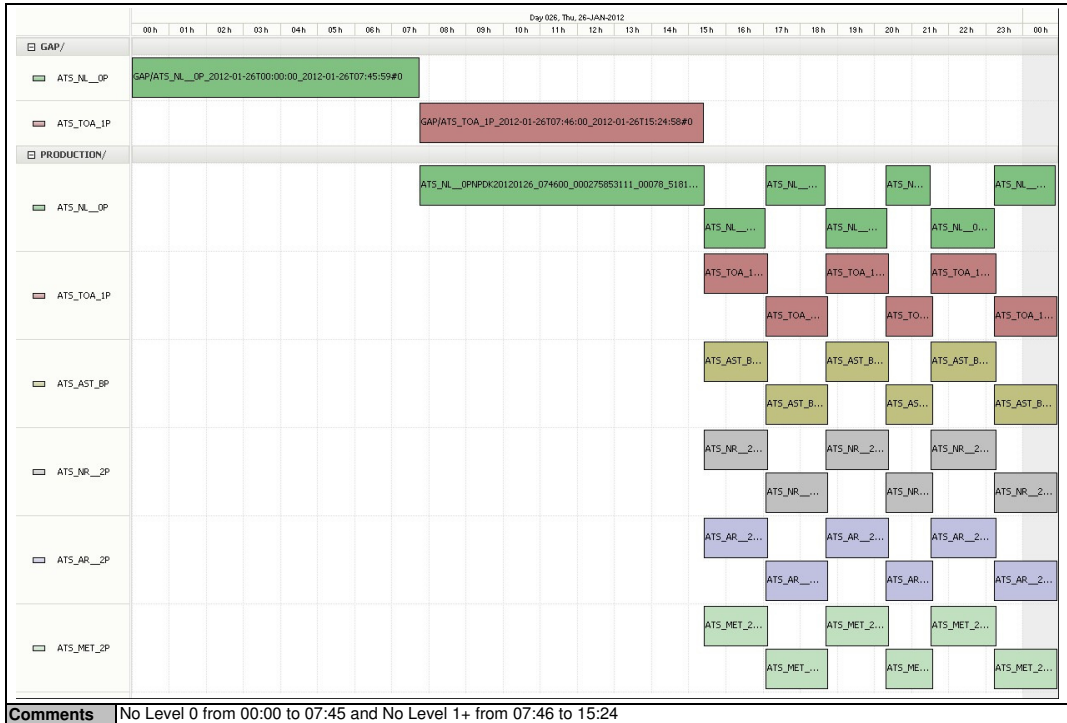 Day 026, Thu, 26-JAN-2012
00 h 01 h 02 h 03 h 04 h 05 h 06 h 07 h 08 h 09 h 10 h 11 h 12 h 13 h 14 h 15 h 16 h 17 h 18 h 19 h 20 h 21 h 22 h 23 h 00 h
GAP/
ATS_NL__0P
GAP/ATS_NL__0P_2012-01-26T00:00:00_2012-01-26T07:45:59#0
ATS_TOA_1P
GAP/ATS_TOA_1P_2012-01-26T07:46:00_2012-01-26T15:24:58#0
PRODUCTION/
ATS_NL__0P
ATS_NL__0PNPDK20120126_074600_000275853111_00078_5181... ATS_NL__... ATS_N... ATS_NL__...
ATS_NL__... ATS_NL__... ATS_NL__0...
ATS_TOA_1P
ATS_TOA_1... ATS_TOA_1... ATS_TOA_1...
ATS_TOA_... ATS_TO... ATS_TOA_1...
ATS_AST_BP
ATS_AST_B... ATS_AST_B... ATS_AST_B...
ATS_AST_B... ATS_AS... ATS_AST_B...
ATS_NR__2P
ATS_NR__2... ATS_NR__2... ATS_NR__2...
ATS_NR__... ATS_NR... ATS_NR__2...
ATS_AR__2P
ATS_AR__2... ATS_AR__2... ATS_AR__2...
ATS_AR__... ATS_AR... ATS_AR__2...
ATS_MET_2P
ATS_MET_2... ATS_MET_2... ATS_MET_2...
ATS_MET_... ATS_ME... ATS_MET_2...
Comments No Level 0 from 00:00 to 07:45 and No Level 1+ from 07:46 to 15:24